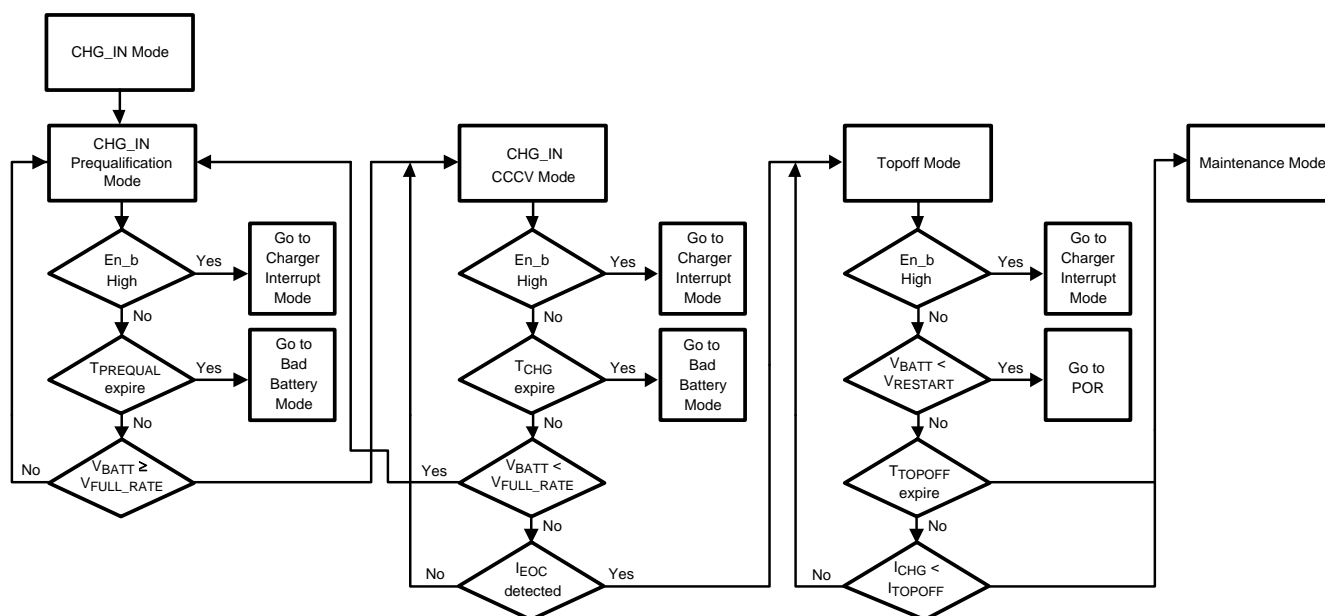 CHG_IN Mode
CHG_IN
Prequalification
Mode
En_b
High
Yes
Go to
Charger
Interrupt
Mode
No
TPREQUAL
expire
Yes
Go to
Bad
Battery
Mode
No
VBATT ≥
VFULL_RATE
No
CHG_IN
CCCV Mode
En_b
High
Yes
Go to
Charger
Interrupt
Mode
No
TCHG
expire
Yes
Go to
Bad
Battery
Mode
No
VBATT <
VFULL_RATE
Yes
No
IEOC
detected
No
Yes
Topoff Mode
En_b
High
Yes
Go to
Charger
Interrupt
Mode
No
VBATT <
VRESTART
Yes
Go to
POR
No
TTOPOFF
expire
No
ICHG <
ITOPOFF
No
Maintenance Mode